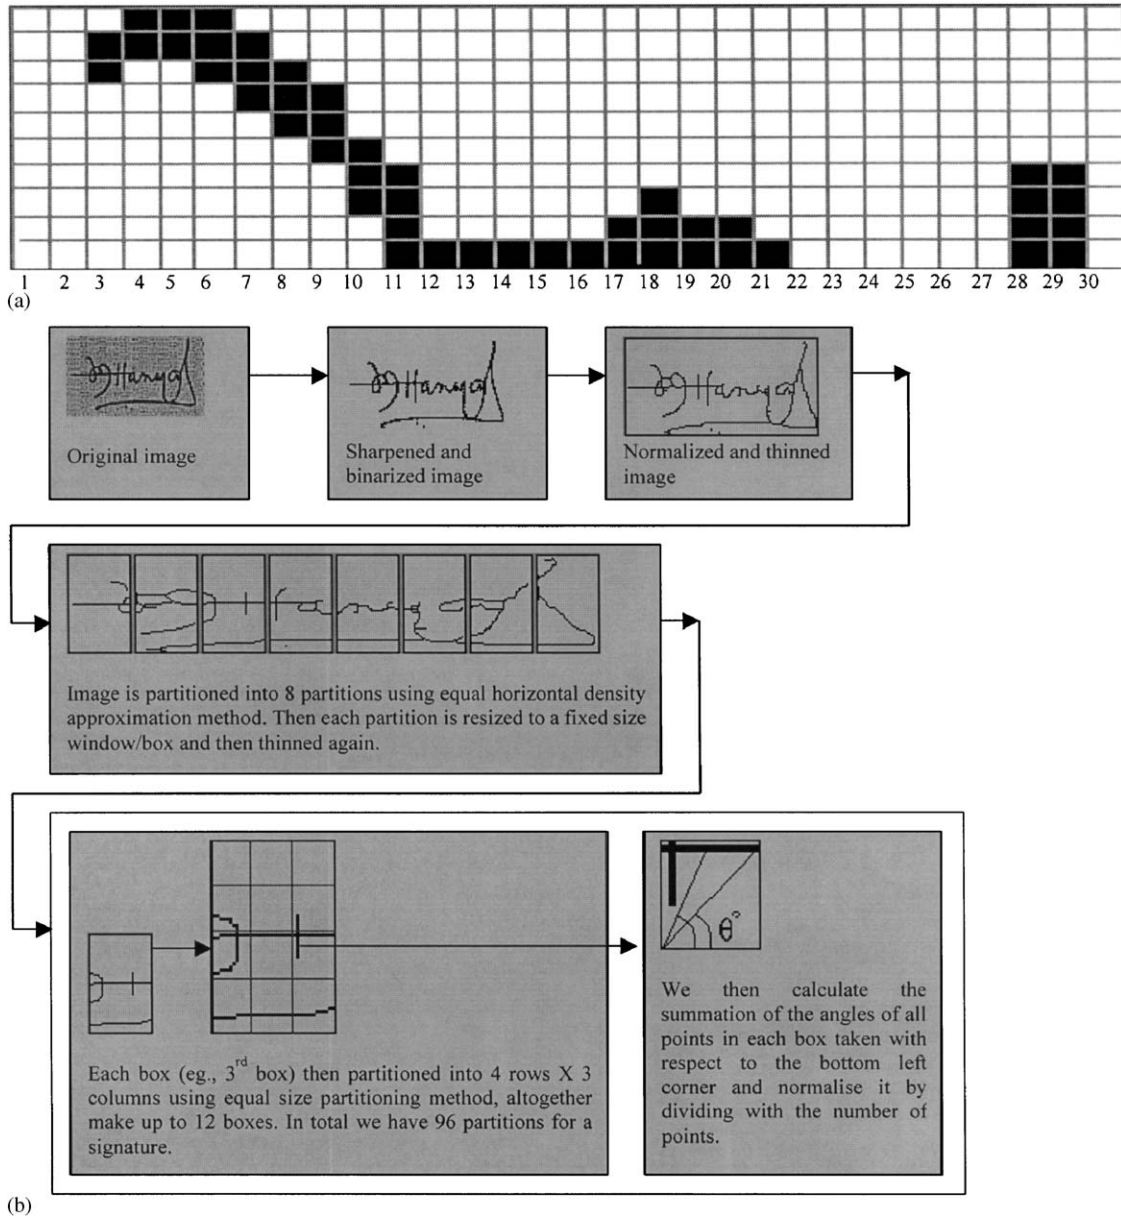 1 2 3 4 5 6 7 8 9 10 11 12 13 14 15 16 17 18 19 20 21 22 23 24 25 26 27 28 29 30
(a)
Original image
Sharpened and
binarized image
Normalized and thinned
image
Image is partitioned into 8 partitions using equal horizontal density
approximation method. Then each partition is resized to a fixed size
window/box and then thinned again.
θ°
Each box (eg., 3rd box) then partitioned into 4 rows X 3
columns using equal size partitioning method, altogether
make up to 12 boxes. In total we have 96 partitions for a
signature.
We then calculate the
summation of the angles of all
points in each box taken with
respect to the bottom left
corner and normalise it by
dividing with the number of
points.
(b)